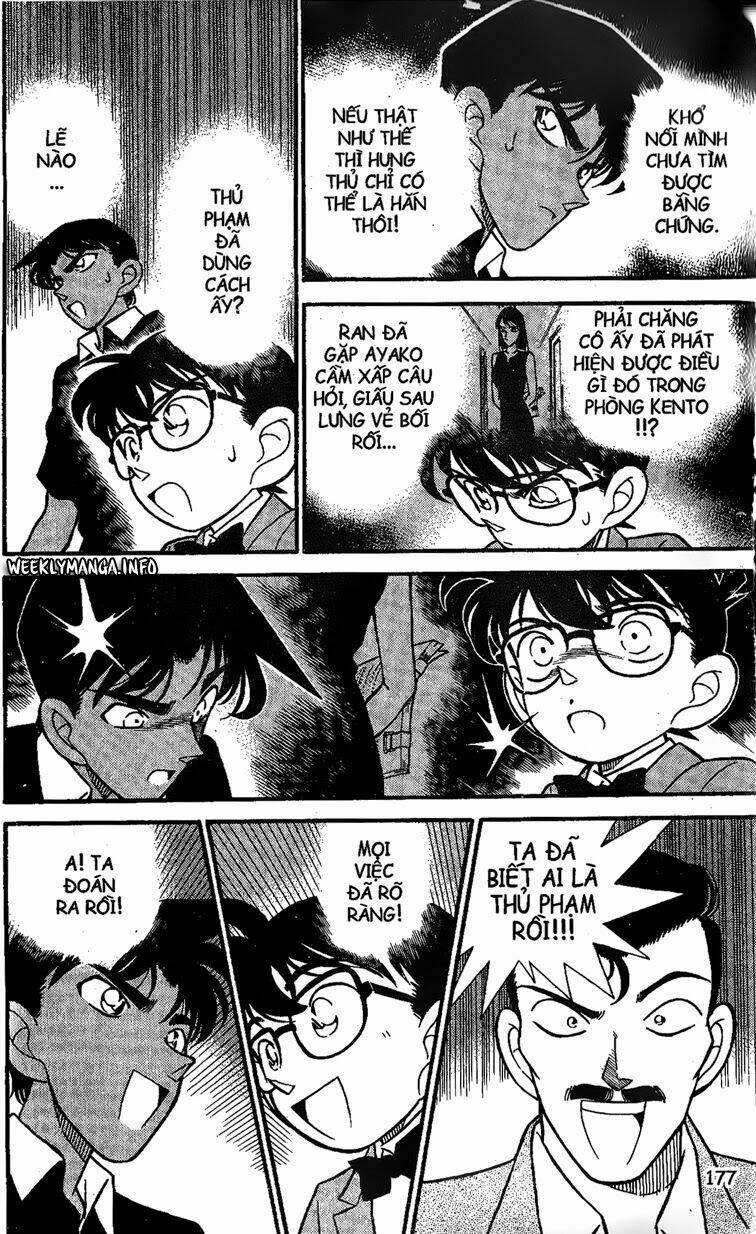 KHỔ
NỔI MÌNH
CHƯA TÌM
ĐƯỢC
BẰNG
CHỨNG.
NẾU THẬT
NHƯ THẾ
THÌ HUNG
THỦ CHỈ CÓ
THỂ LÀ HẮN
THÔI!
PHẢI CHĂNG
CÔ ẤY ĐÃ PHÁT
HIỆN ĐƯỢC ĐIỀU
GÌ ĐÓ TRONG
PHÒNG KENTO
!!?
RAN ĐÃ
GẶP AYAKO
CẦM XẤP CÂU
HỎI, GIẤU SAU
LƯNG VẺ BỐI
RỐI...
THỦ
PHẠM
ĐÃ
DÙNG
CÁCH
ẤY?
LẼ
NÀO
...
WEEKLYMANGA.INFO
TA ĐÃ
BIẾT AI LÀ
THỦ PHẠM
RỒI!!!
MỌI
VIỆC
ĐÃ RÕ
RÀNG!
A! TA
ĐOÁN
RA RỒI!
177